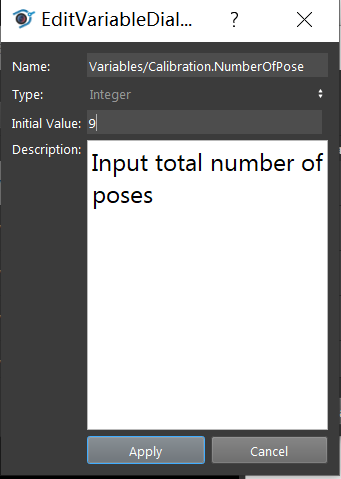 EditVariableDial...
?
Name: Variables/Calibration.NumberOfPose
Type: Integer
Initial Value: 9
Description: Input total number of
poses
Apply Cancel